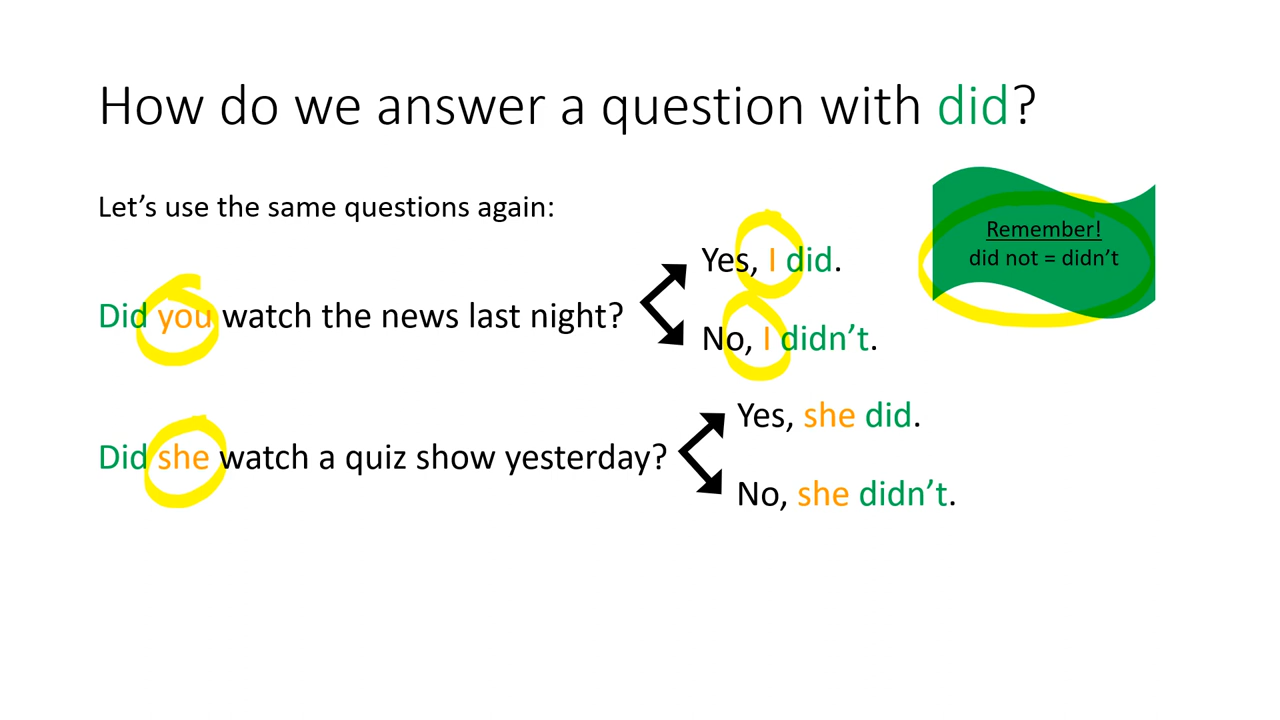 How do we answer a question with did?
Let’s use the same questions again:
Remember!
did not = didn’t
Did you watch the news last night?
Yes, I did.
No, I didn’t.
Did she watch a quiz show yesterday?
Yes, she did.
No, she didn’t.